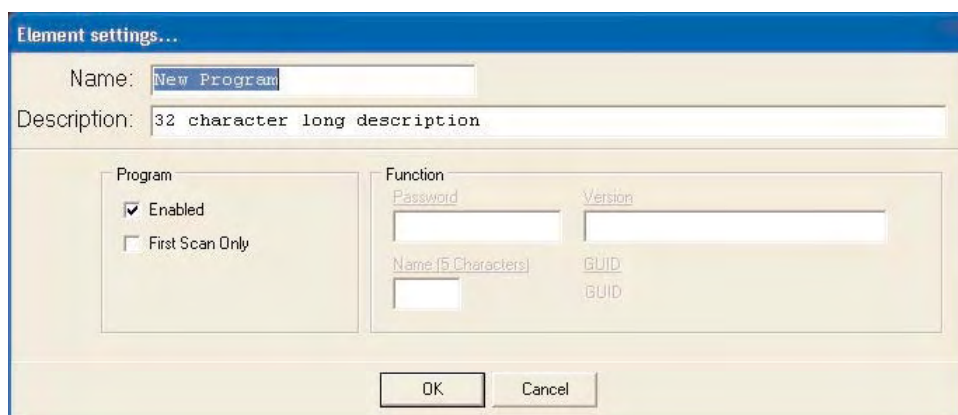 Element settings...
Name: New Program
Description: 32 character long description
Program
Enabled
First Scan Only
Function
Password Version
Name (5 Characters) GUID
GUID
OK Cancel